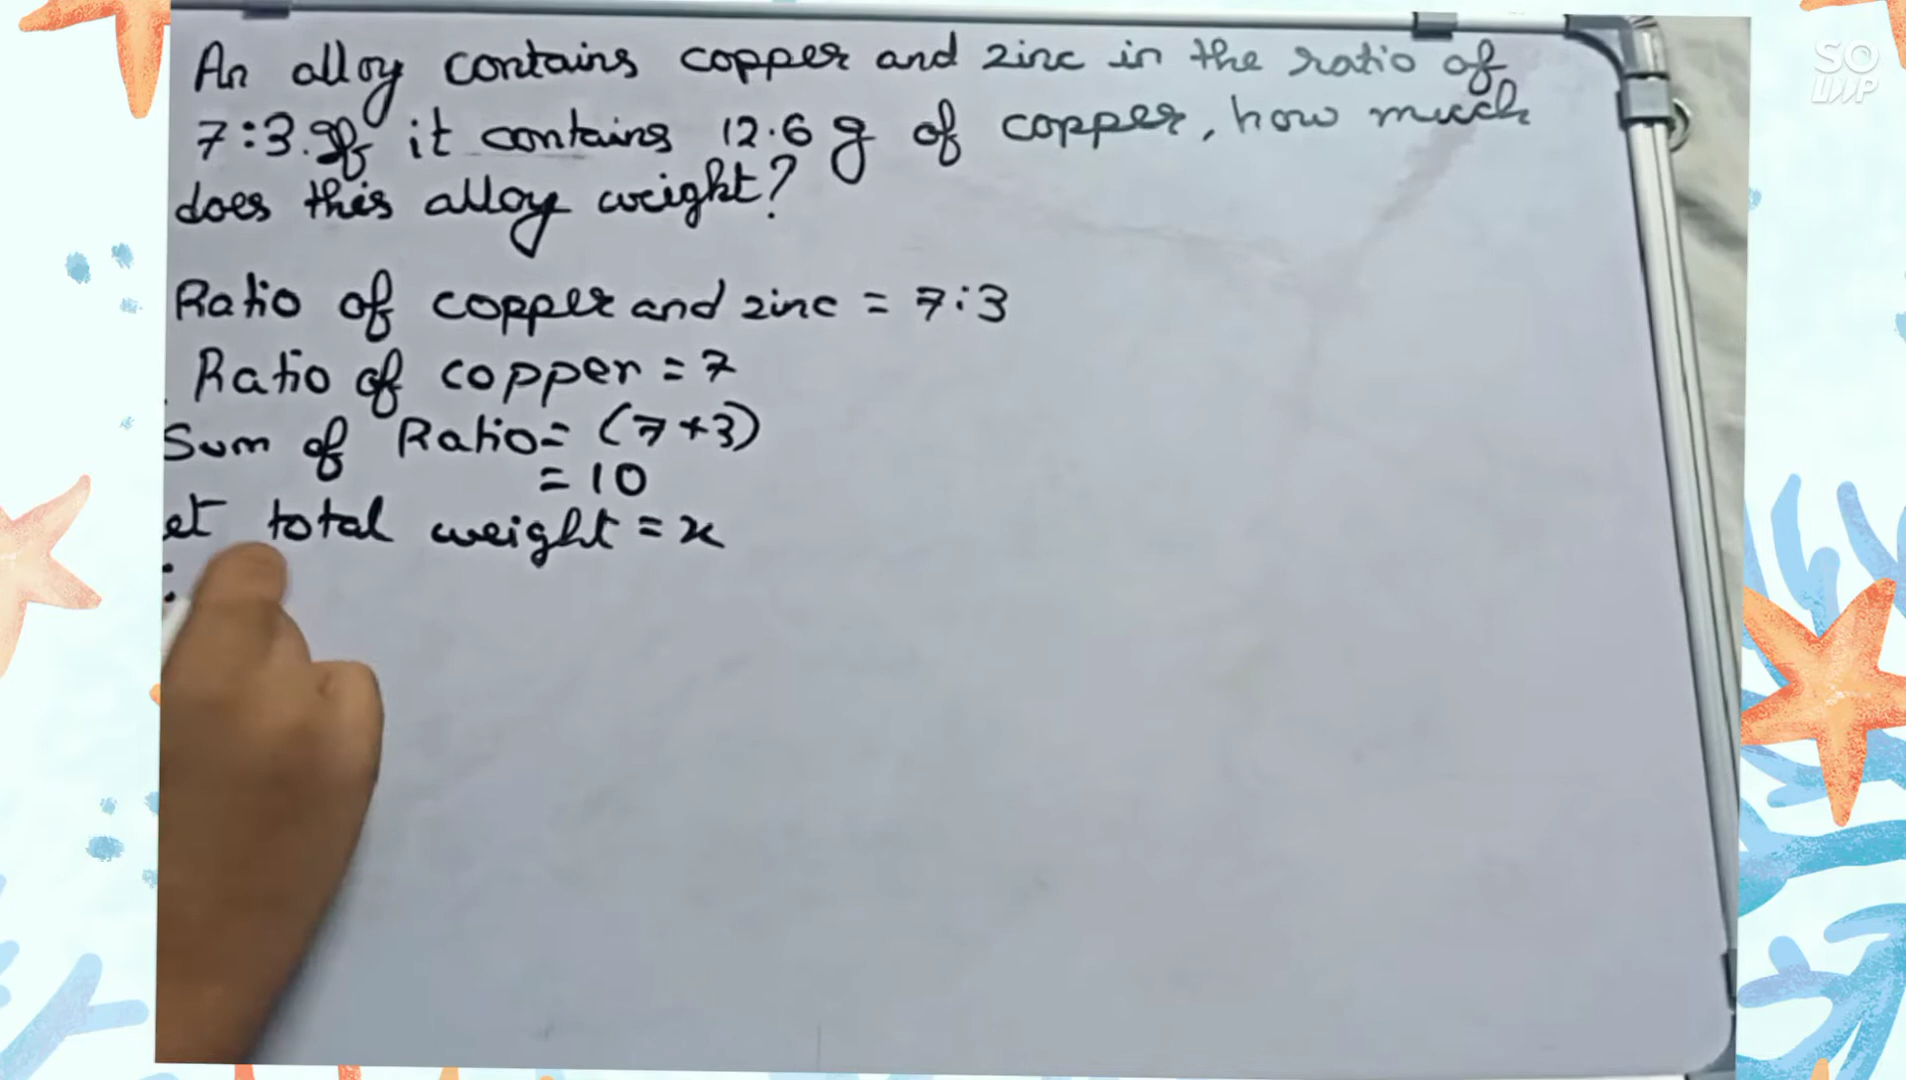 An alloy contains copper and zinc in the ratio of
7:3. If it contains 12.6 g of copper, how much
does this alloy weight?
Ratio of copper and zinc = 7:3
Ratio of copper = 7
Sum of Ratio = (7+3)
= 10
et total weight = x
SO